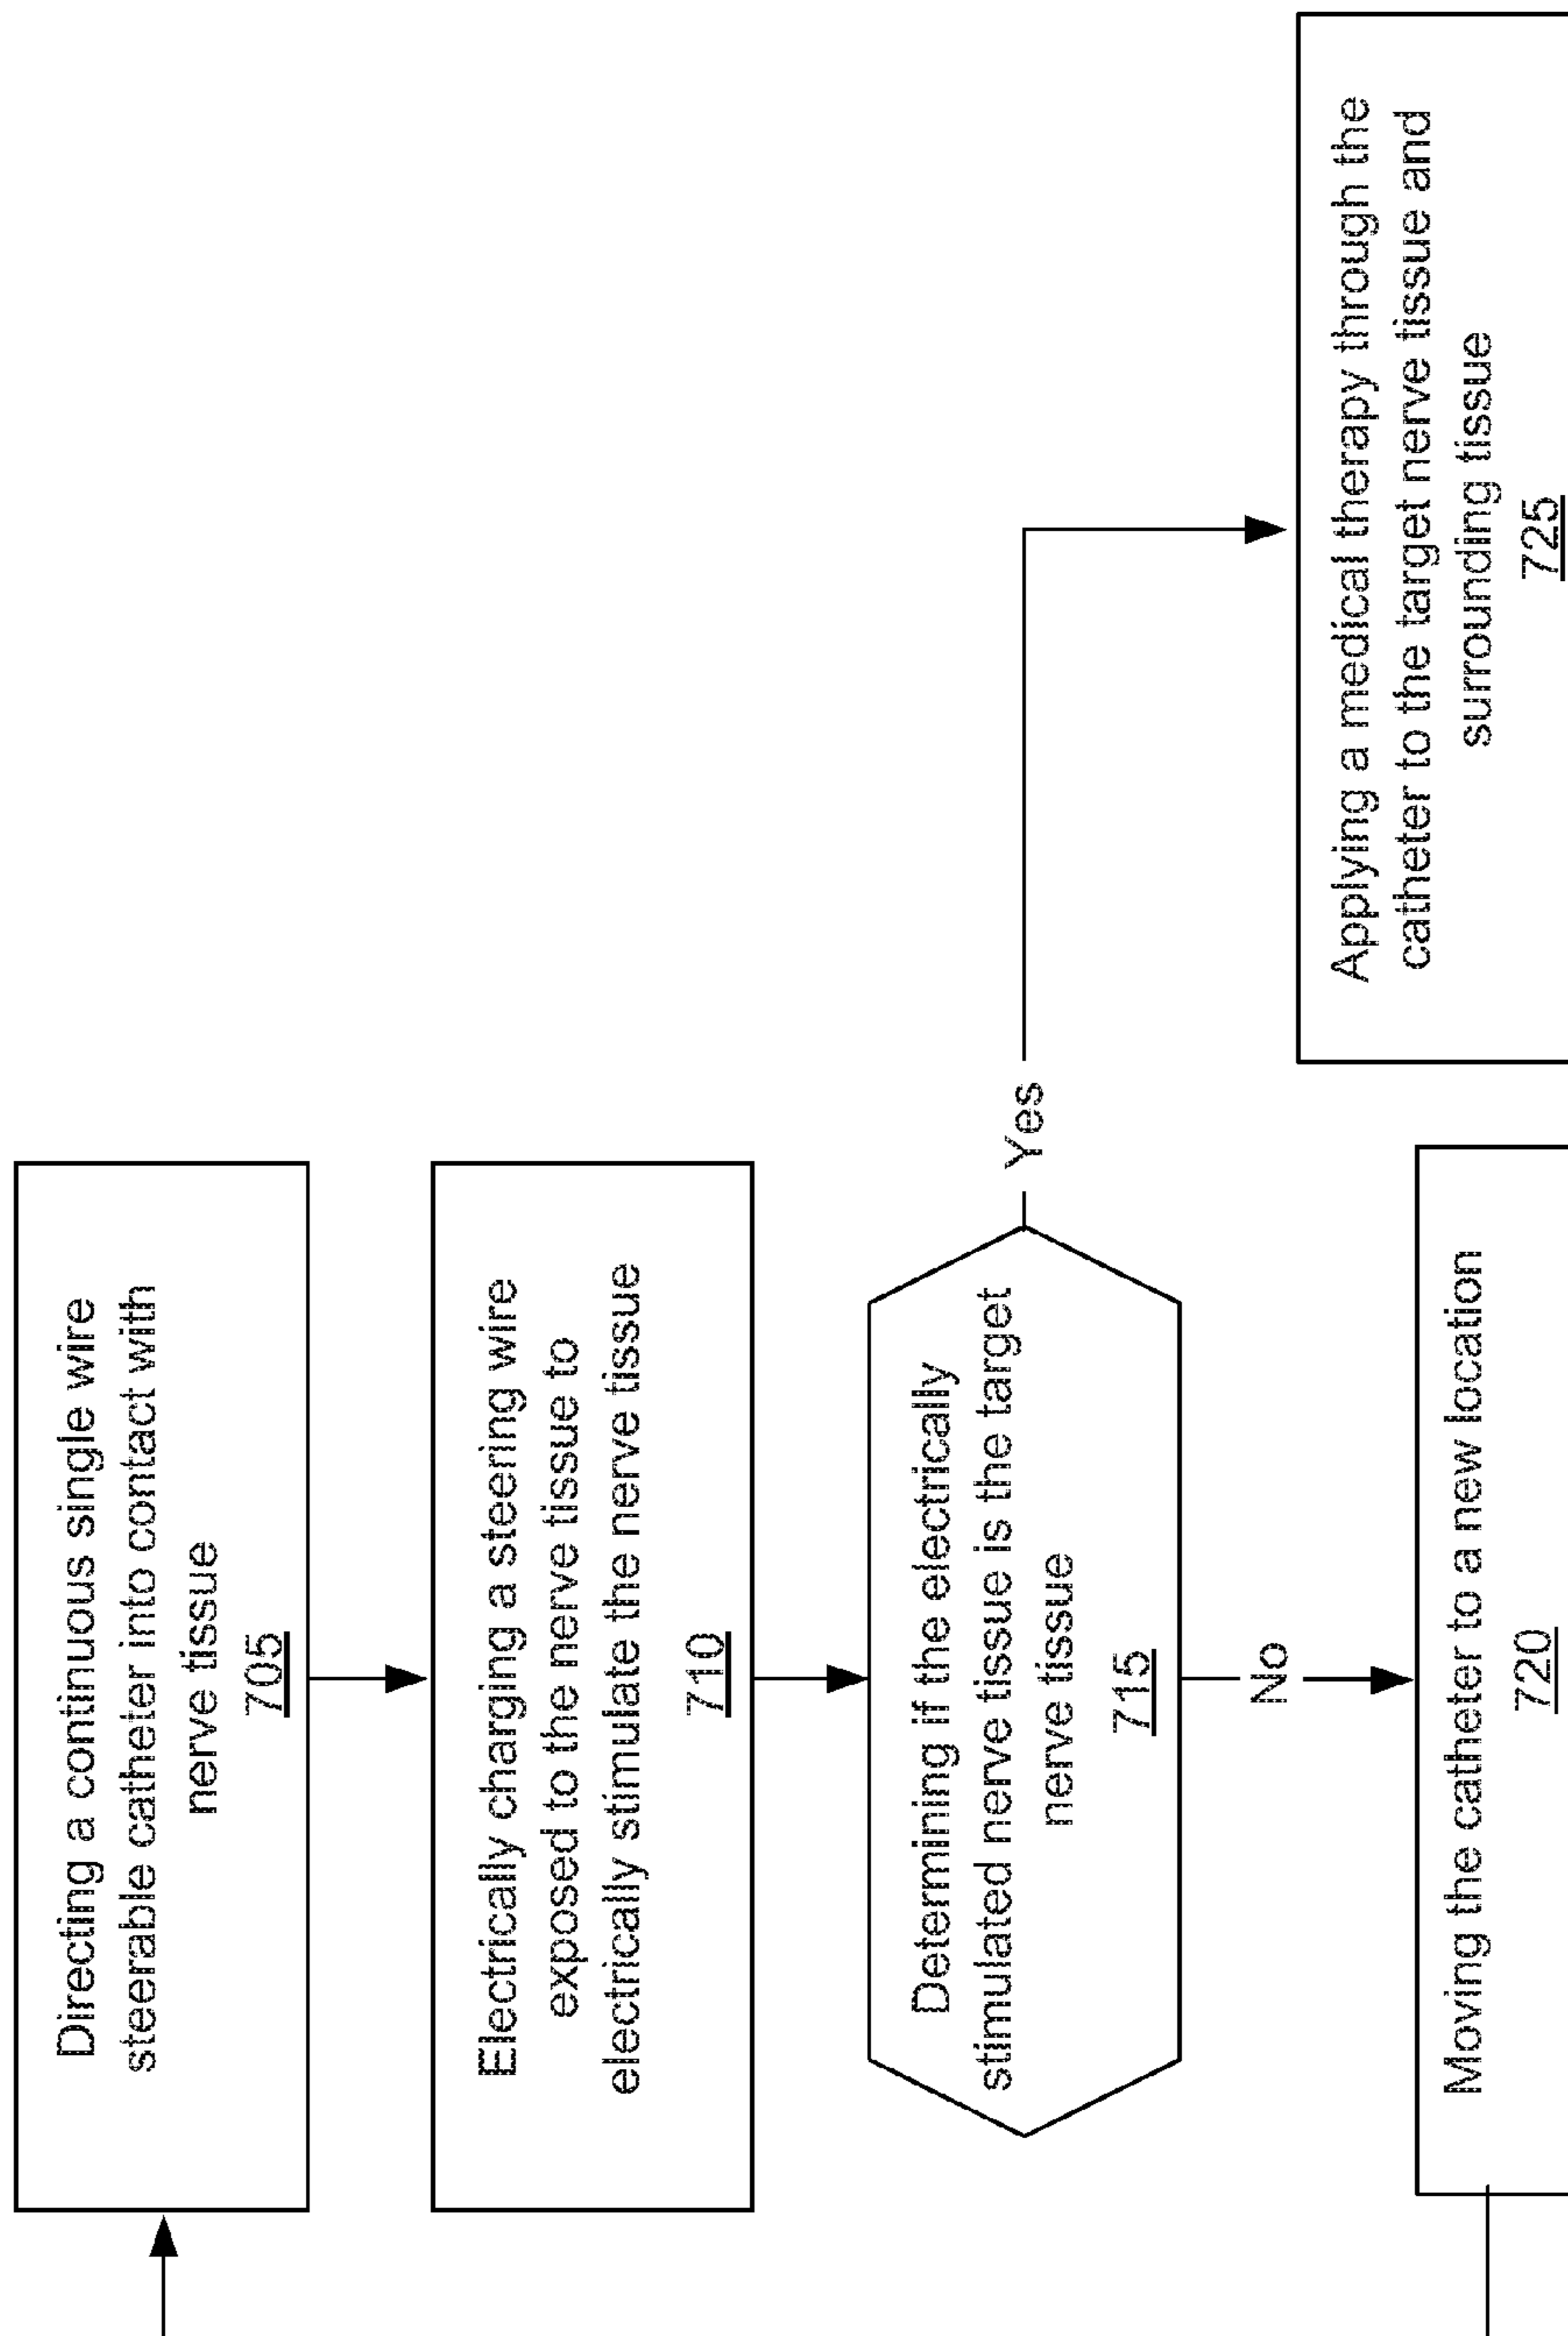 Directing a continuous single wire
steerable catheter into contact with
nerve tissue
705
Electrically charging a steering wire
exposed to the nerve tissue to
electrically stimulate the nerve tissue
710
Determining if the electrically
stimulated nerve tissue is the target
nerve tissue
715
Yes
No
Moving the catheter to a new location
720
Applying a medical therapy through the
catheter to the target nerve tissue and
surrounding tissue
725